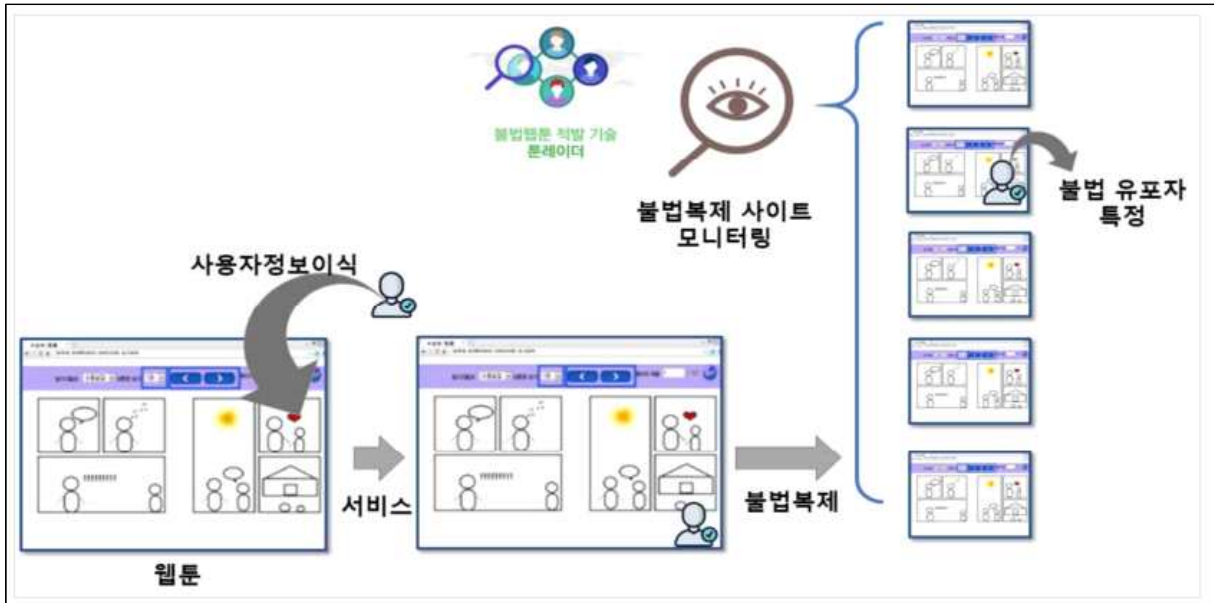 불법웹툰 적발 기술
툰레이더
불법복제 사이트
모니터링
불법 유포자
특정
사용자정보이식
서비스
불법복제
웹툰